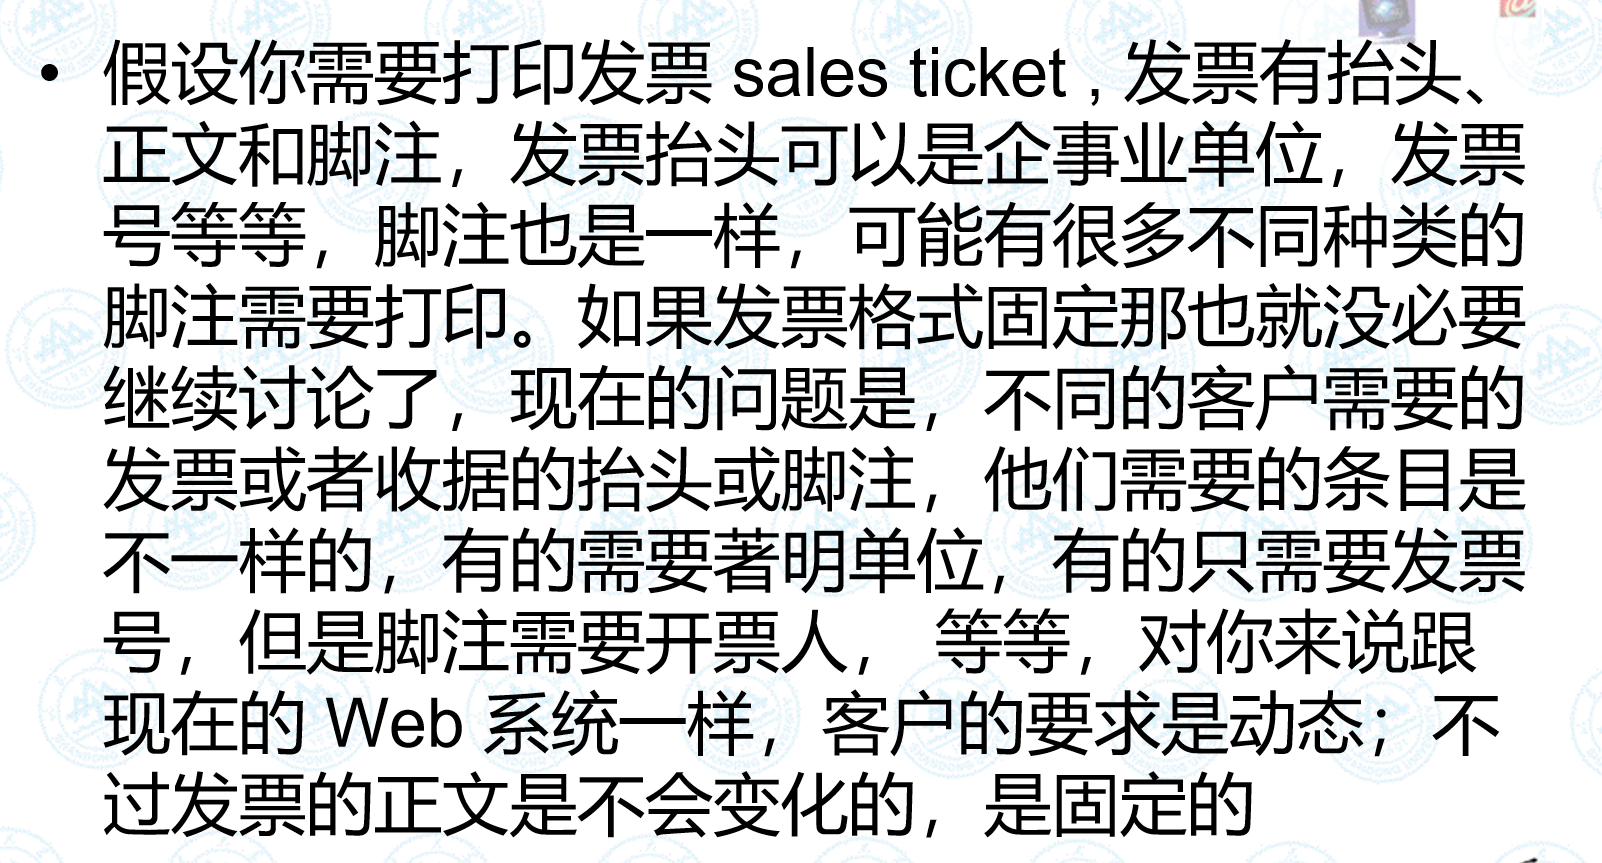 • 假设你需要打印发票 sales ticket , 发票有抬头、
正文和脚注，发票抬头可以是企事业单位，发票
号等等，脚注也是一样，可能有很多不同种类的
脚注需要打印。如果发票格式固定那也就没必要
继续讨论了，现在的问题是，不同的客户需要的
发票或者收据的抬头或脚注，他们需要的条目是
不一样的，有的需要著明单位，有的只需要发票
号，但是脚注需要开票人， 等等，对你来说跟
现在的 Web 系统一样，客户的要求是动态；不
过发票的正文是不会变化的，是固定的